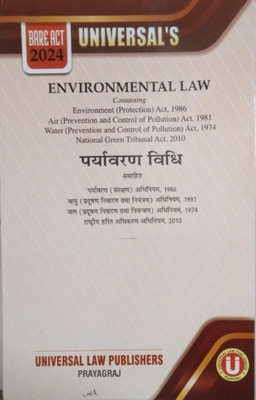 BARE ACT
2024
UNIVERSAL'S
ENVIRONMENTAL LAW
Containing
Environment (Protection) Act, 1986
Air (Prevention and Control of Pollution) Act, 1981
Water (Prevention and Control of Pollution) Act, 1974
National Green Tribunal Act, 2010
पर्यावरण विधि
समाहित
पर्यावरण (संरक्षण) अधिनियम, 1986
वायु (प्रदूषण निवारण तथा नियंत्रण) अधिनियम, 1981
जल (प्रदूषण निवारण तथा नियन्त्रण) अधिनियम, 1974
राष्ट्रीय हरित अधिकरण अधिनियम, 2010
UNIVERSAL LAW PUBLISHERS
PRAYAGRAJ
U